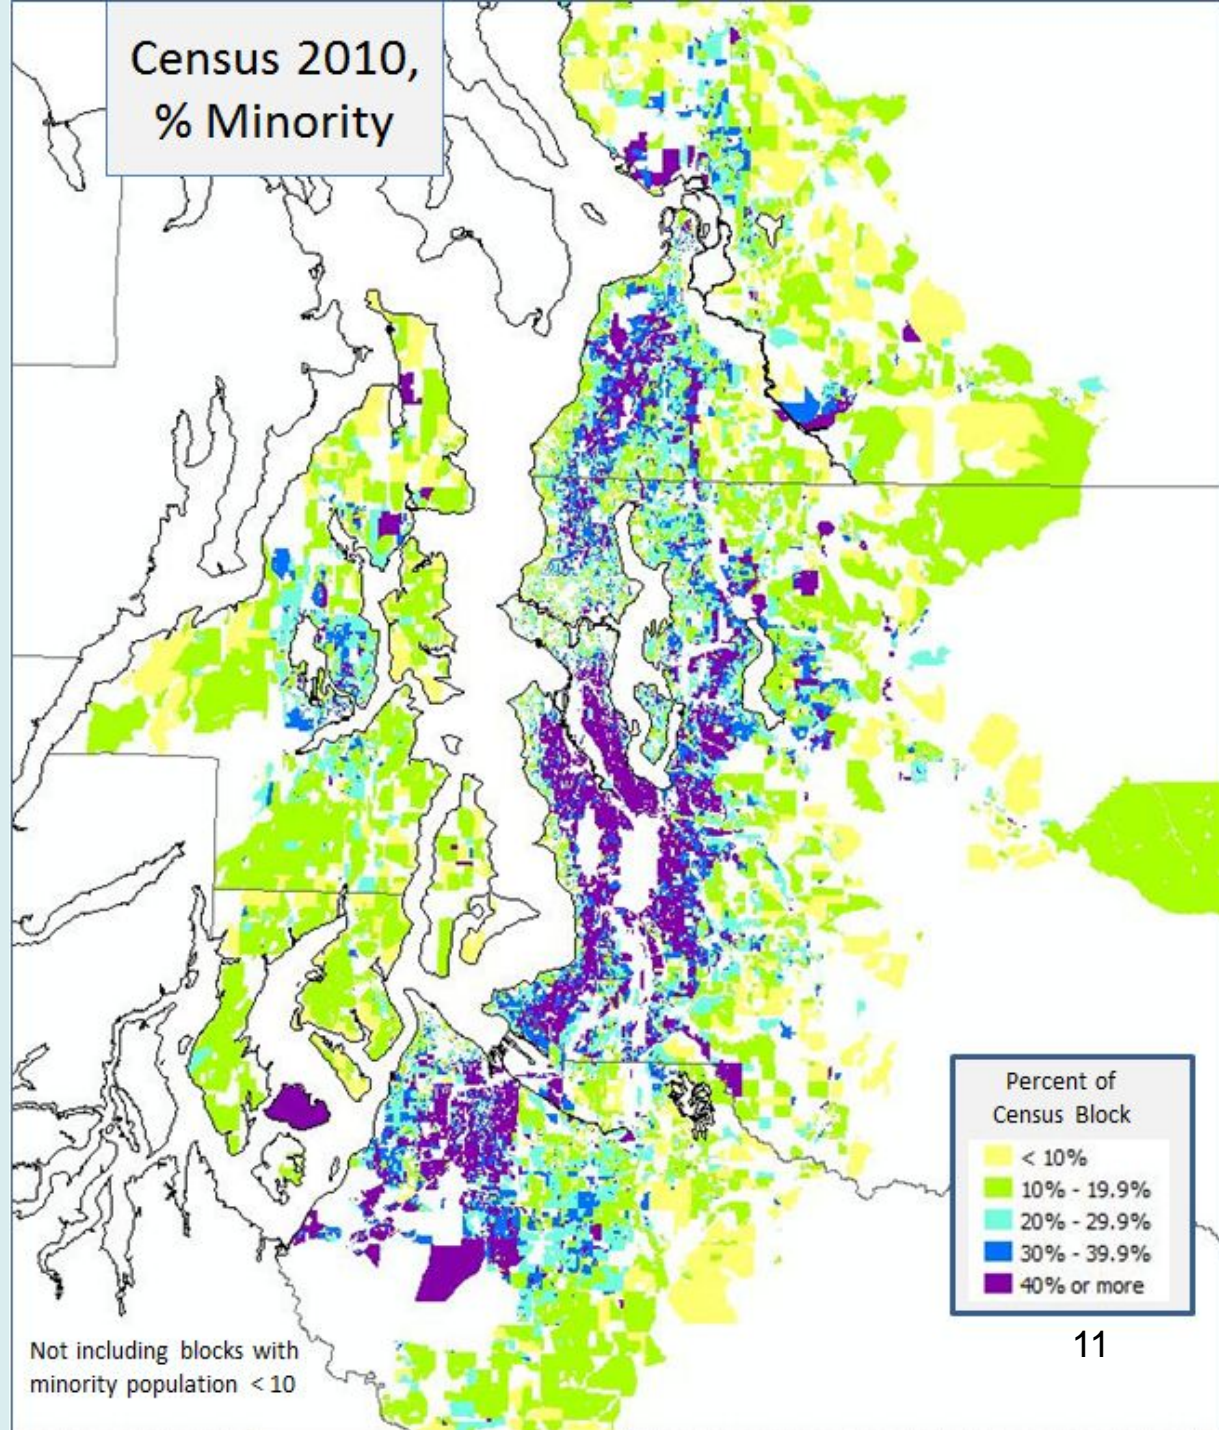 Census 2010,
% Minority
Percent of
Census Block
< 10%
10% - 19.9%
20% - 29.9%
30% - 39.9%
40% or more
11
Not including blocks with
minority population < 10